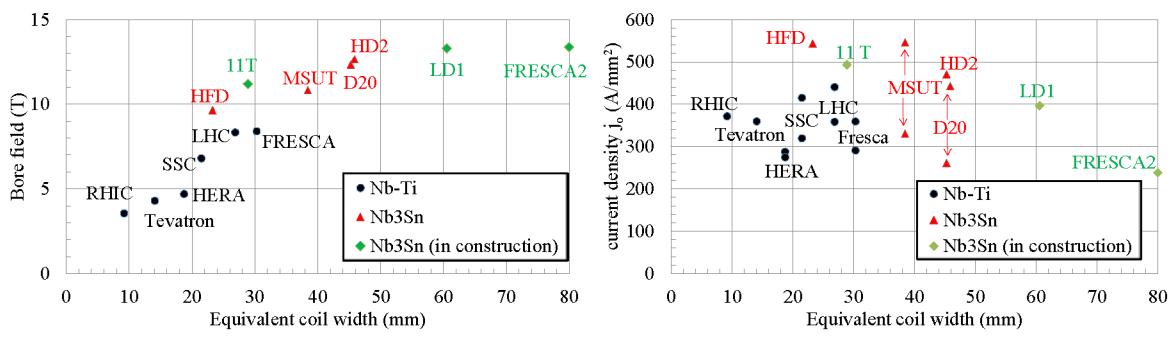 15
10
5
0
Bore field (T)
0 10 20 30 40 50 60 70 80
Equivalent coil width (mm)
RHIC
Tevatron
HERA
SSC
LHC
FRESCA
HFD
11T
MSUT
D20
HD2
LD1
FRESCA2
Nb-Ti
Nb3Sn
Nb3Sn (in construction)
600
500
400
300
200
100
0
current density jo (A/mm²)
0 10 20 30 40 50 60 70 80
Equivalent coil width (mm)
RHIC
Tevatron
HERA
SSC
LHC
Fresca
HFD
11 T
MSUT
HD2
D20
LD1
FRESCA2
Nb-Ti
Nb3Sn
Nb3Sn (in construction)